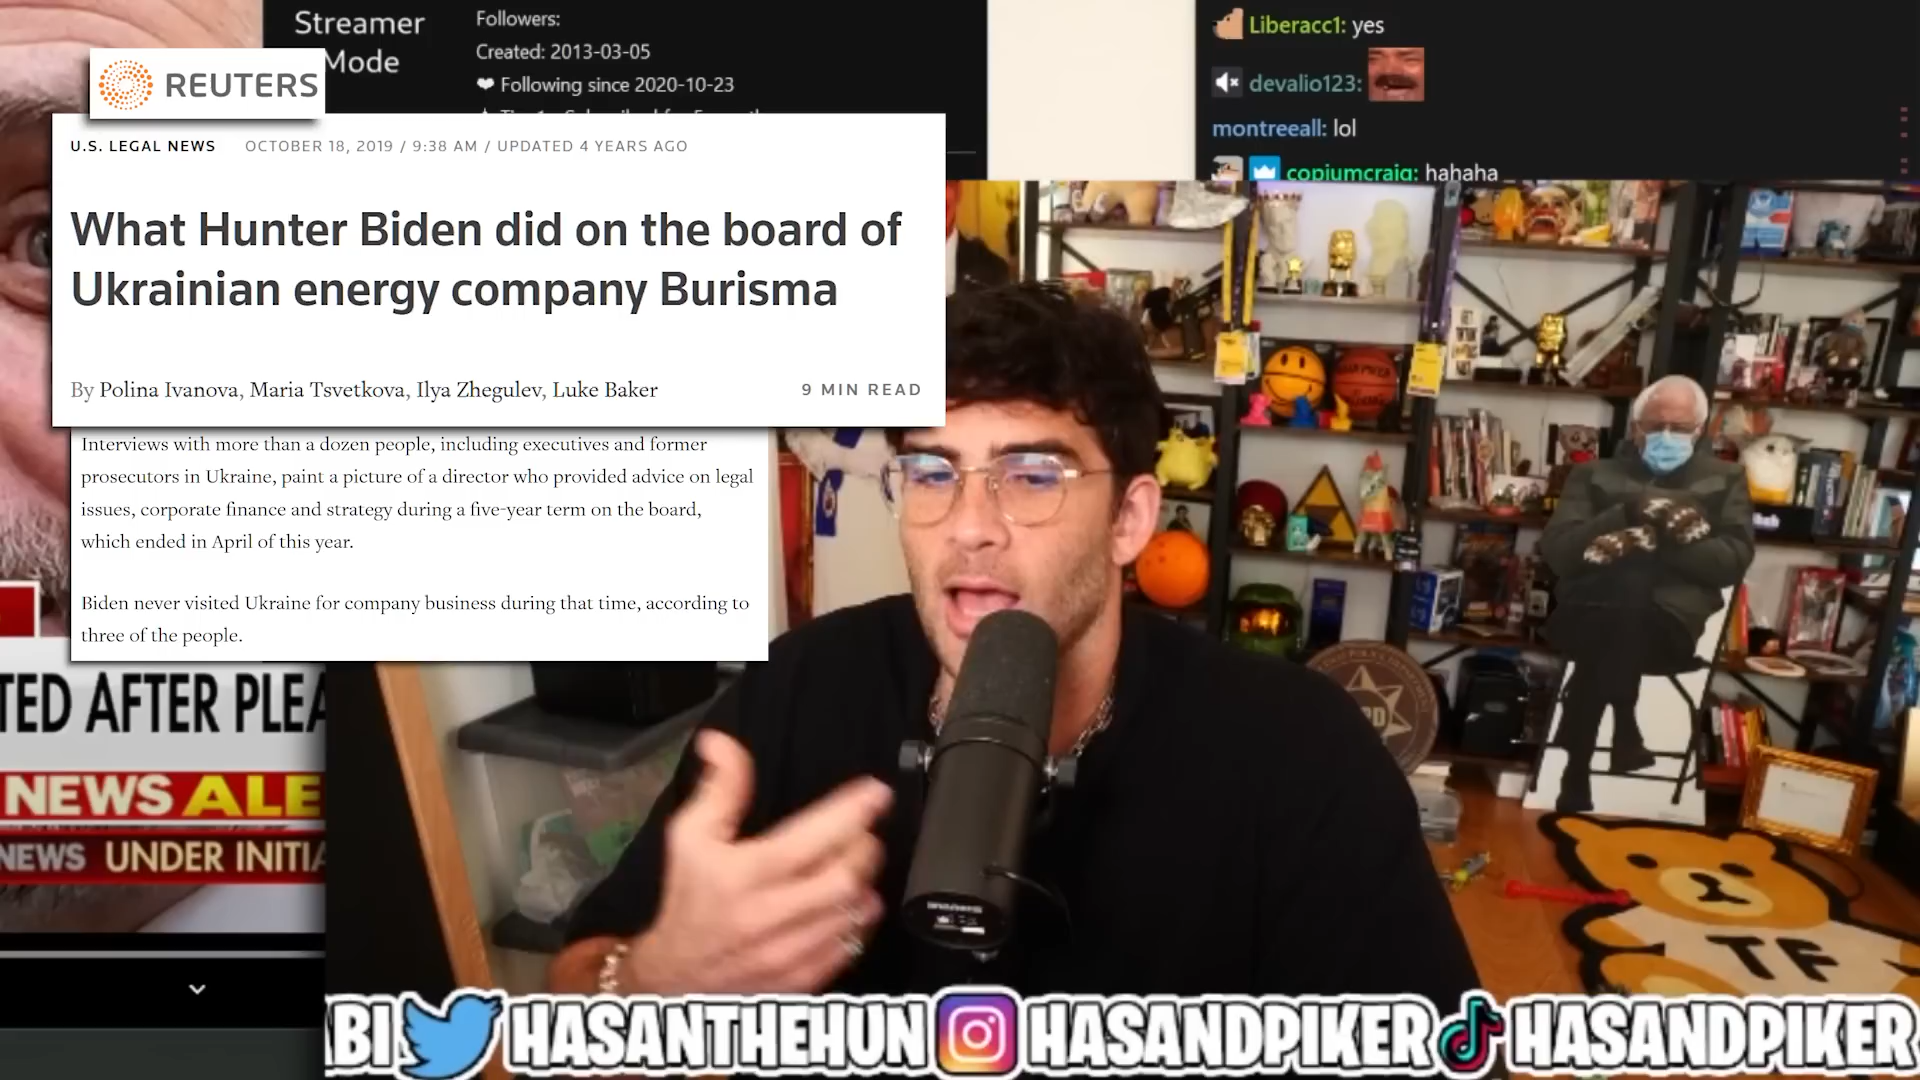 Streamer
Mode
Followers:
Created: 2013-03-05
Following since 2020-10-23
Liberacc1: yes
devalio123:
montreeall: lol
copiumcraig: hahaha
REUTERS
U.S. LEGAL NEWS OCTOBER 18, 2019 / 9:38 AM / UPDATED 4 YEARS AGO
What Hunter Biden did on the board of
Ukrainian energy company Burisma
By Polina Ivanova, Maria Tsvetkova, Ilya Zhegulev, Luke Baker 9 MIN READ
Interviews with more than a dozen people, including executives and former
prosecutors in Ukraine, paint a picture of a director who provided advice on legal
issues, corporate finance and strategy during a five-year term on the board,
which ended in April of this year.
Biden never visited Ukraine for company business during that time, according to
three of the people.
TED AFTER PLEA
NEWS ALE
NEWS UNDER INITIA
TF
ABI HASANTHEHUN HASANDPIKER HASANDPIKER